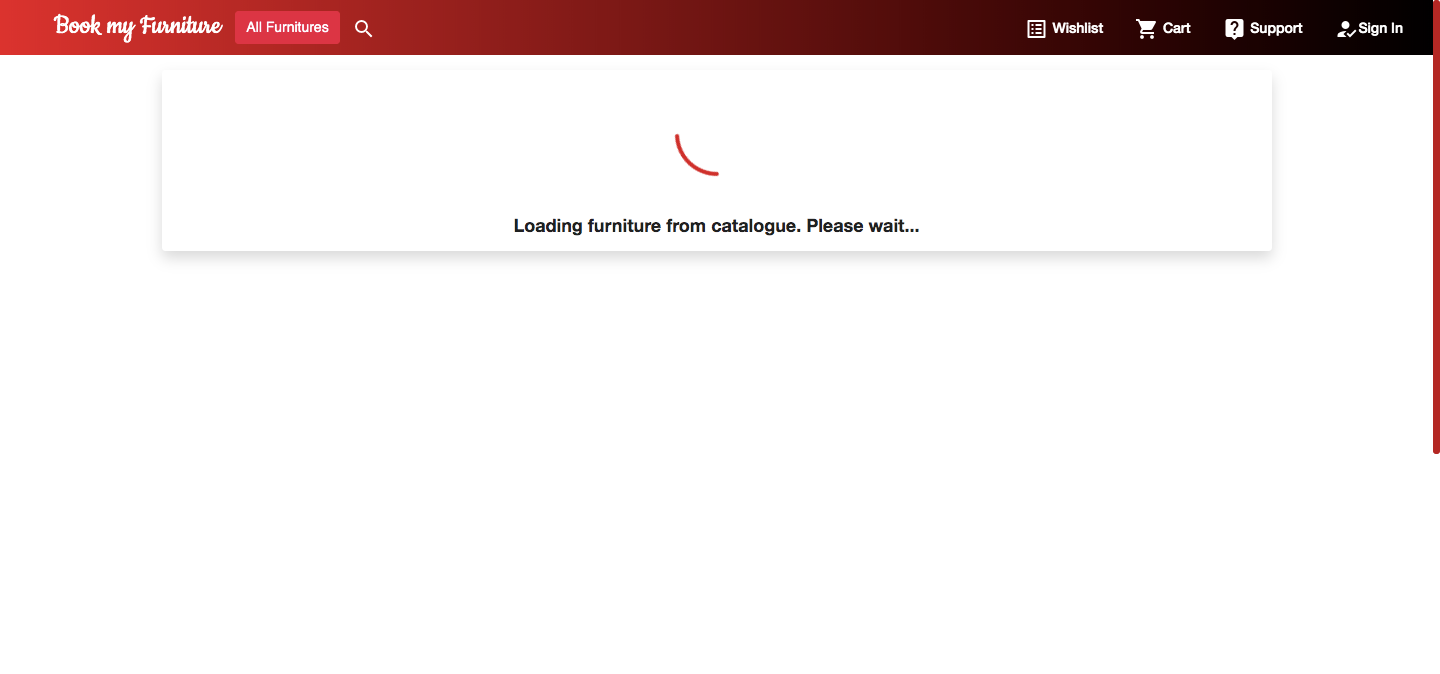 Book my Furniture
All Furnitures
Wishlist
Cart
Support
Sign In
Loading furniture from catalogue. Please wait...